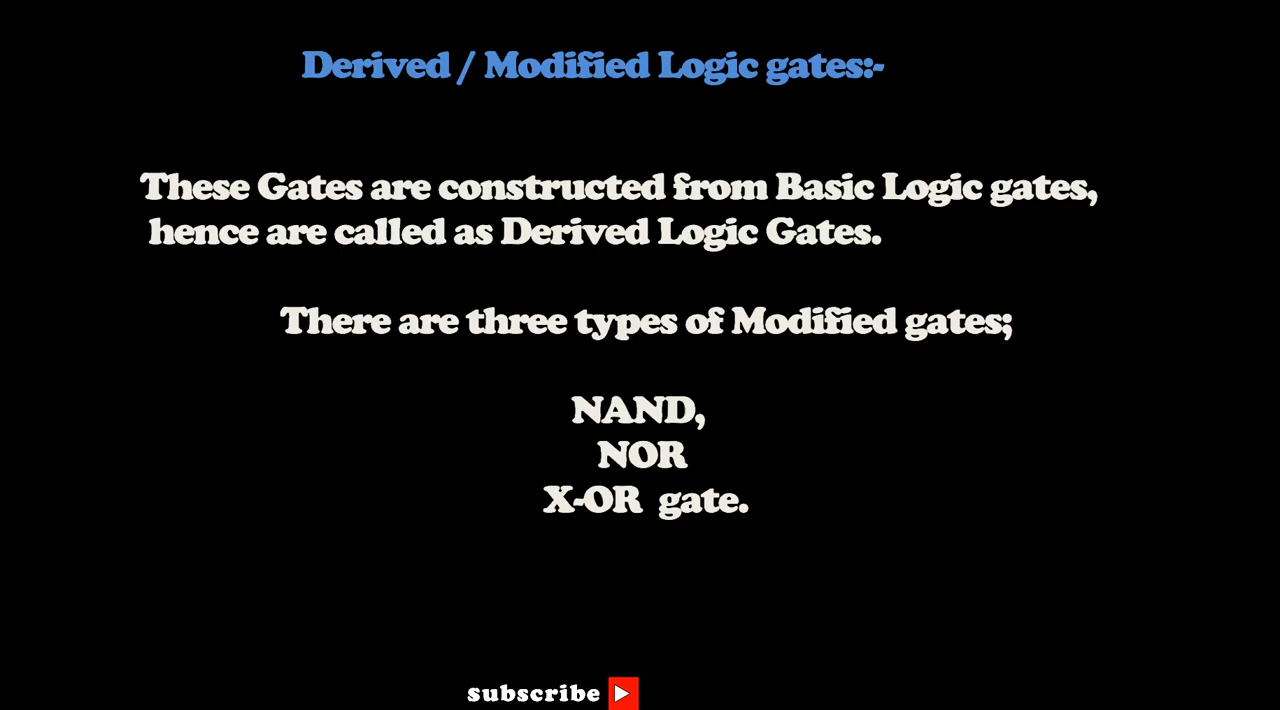 Derived / Modified Logic gates:-
These Gates are constructed from Basic Logic gates,
hence are called as Derived Logic Gates.
There are three types of Modified gates;
NAND,
NOR
X-OR gate.
subscribe